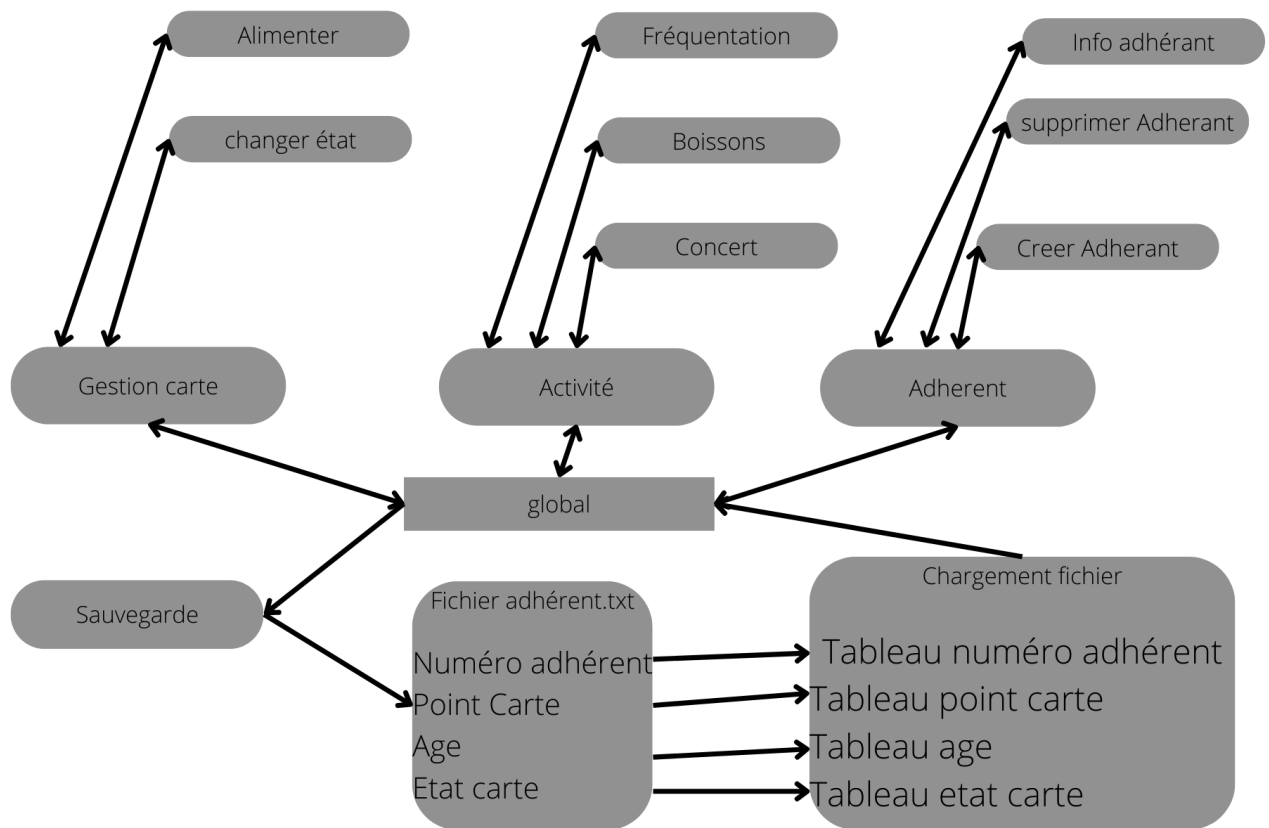 Alimenter
Fréquentation
Info adhérant
changer état
Boissons
supprimer Adherant
Concert
Creer Adherant
Gestion carte
Activité
Adherent
global
Sauvegarde
Fichier adhérent.txt
Numéro adhérent
Point Carte
Age
Etat carte
Chargement fichier
Tableau numéro adhérent
Tableau point carte
Tableau age
Tableau etat carte